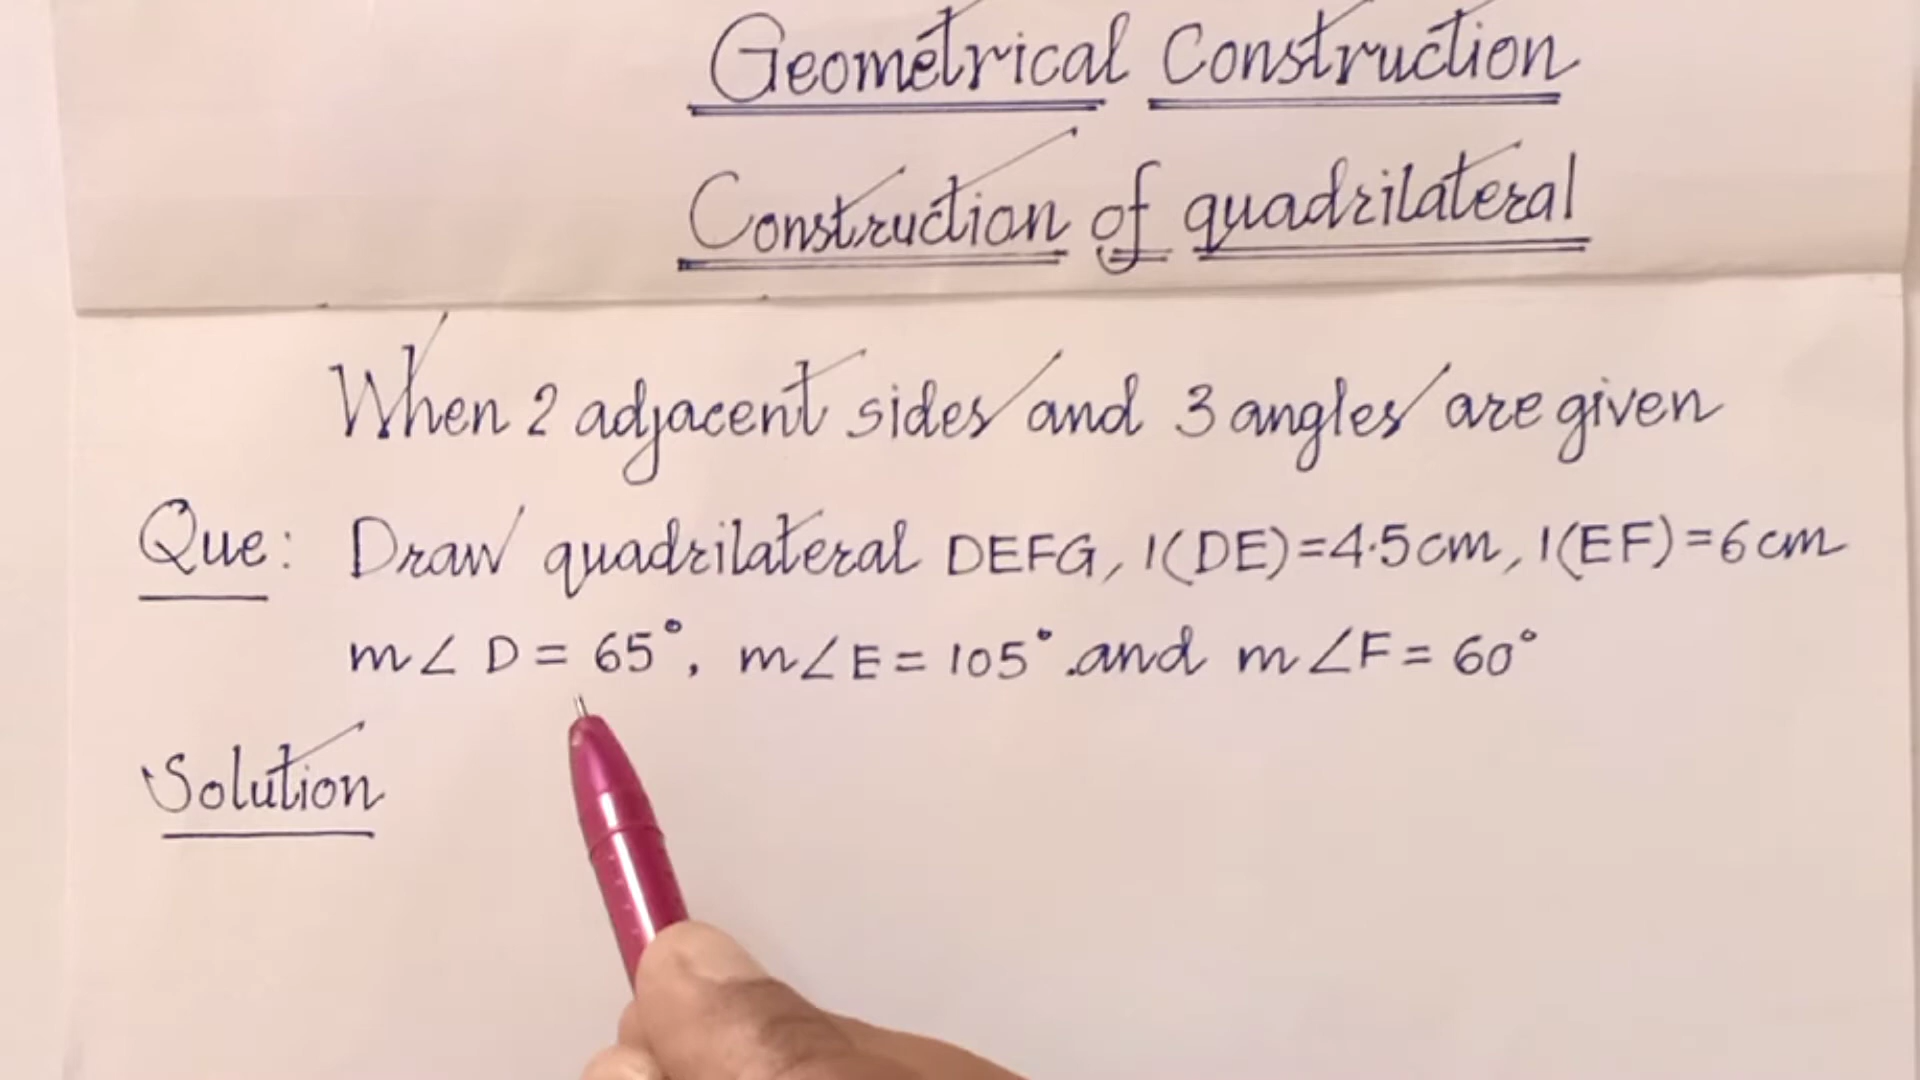 Geometrical Construction
Construction of quadrilateral
When 2 adjacent sides and 3 angles are given
Que: Draw quadrilateral DEFG, l(DE)=4.5cm, l(EF)=6cm
m∠D = 65°, m∠E = 105° and m∠F = 60°
Solution